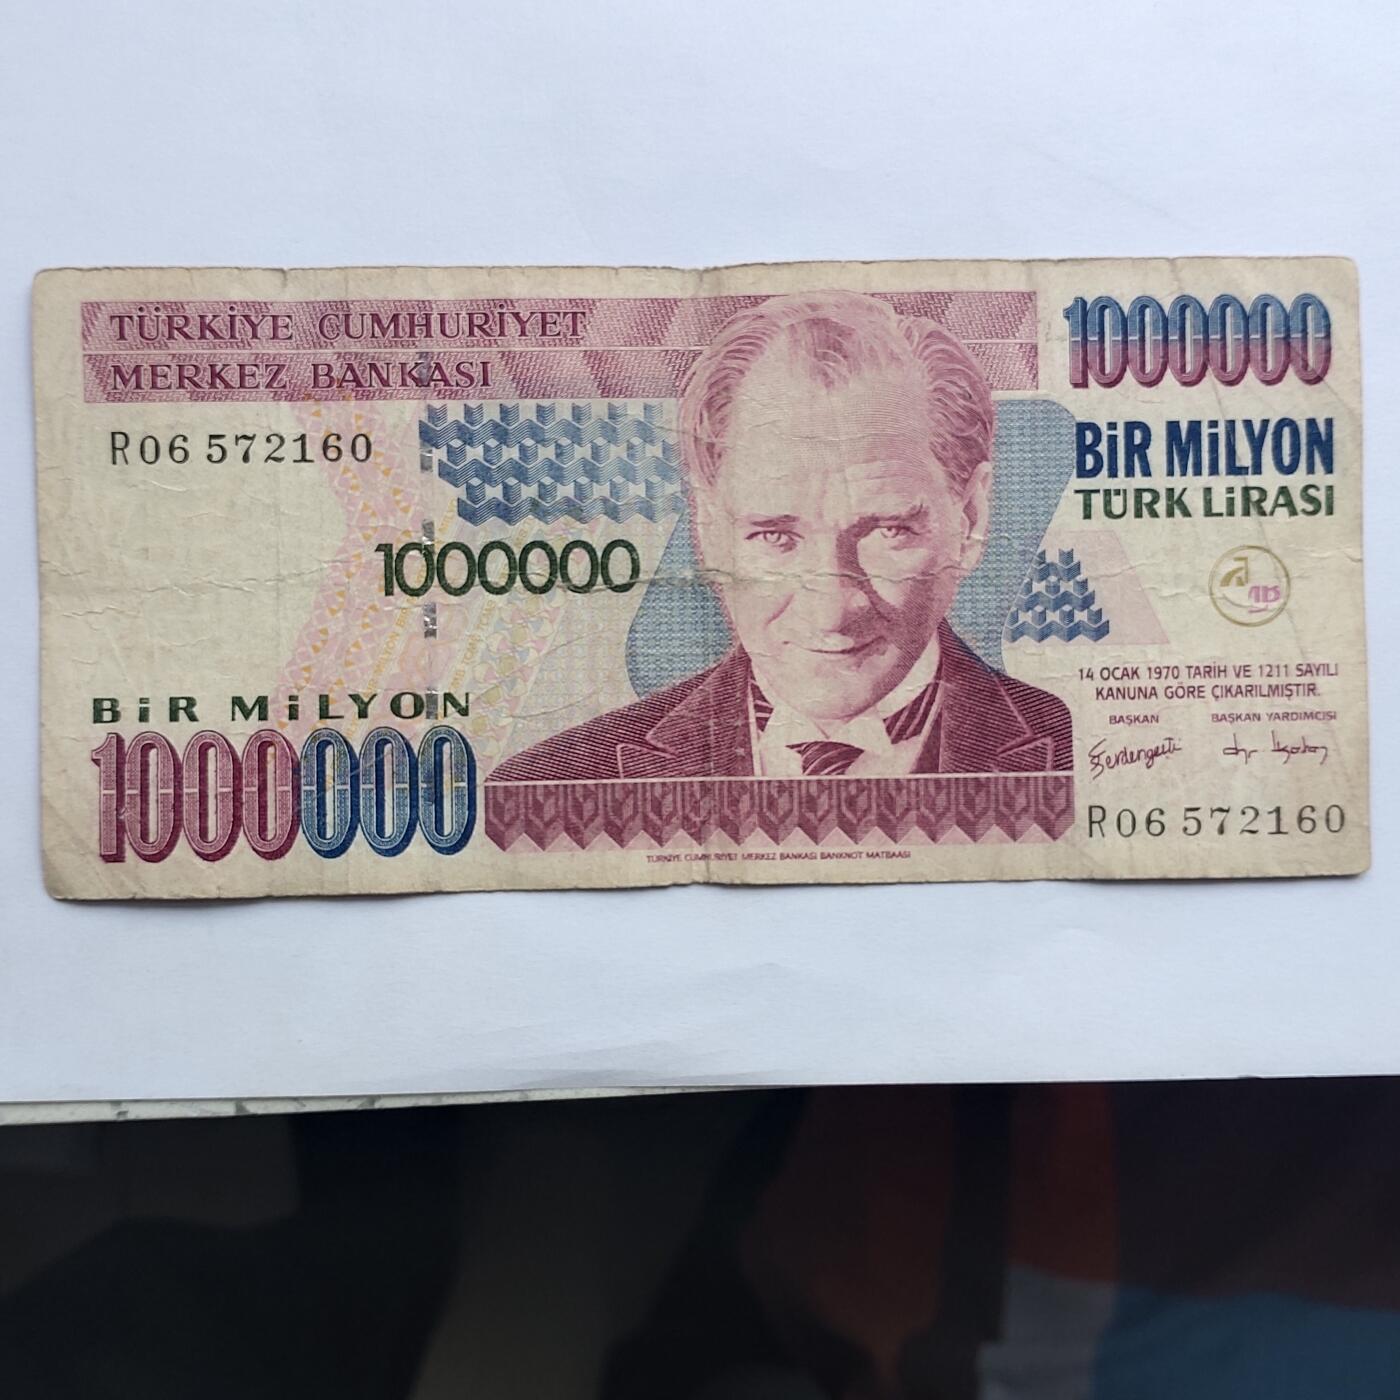 TÜRKİYE CUMHURİYET
MERKEZ BANKASI
R06 572160
1000000
BİR MİLYON
1000000
1000000
BİR MİLYON
TÜRK LİRASI
14 OCAK 1970 TARİH VE 1211 SAYILI
KANUNA GÖRE ÇIKARILMIŞTIR.
BAŞKAN BAŞKAN YARDIMCISI
R06 572160
TÜRKİYE CUMHURİYET MERKEZ BANKASI BANKNOT MATBAASI